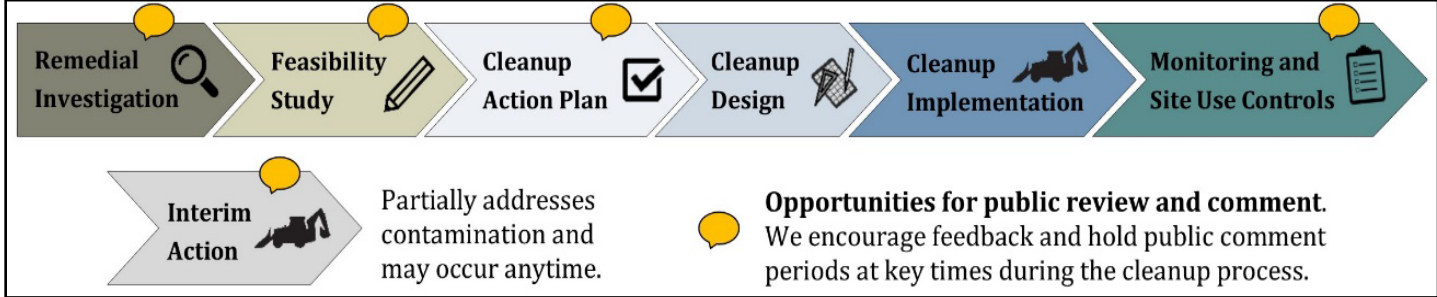 Remedial
Investigation
Feasibility
Study
Cleanup
Action Plan
Cleanup
Design
Cleanup
Implementation
Monitoring and
Site Use Controls
Interim
Action
Partially addresses
contamination and
may occur anytime.
Opportunities for public review and comment.
We encourage feedback and hold public comment
periods at key times during the cleanup process.